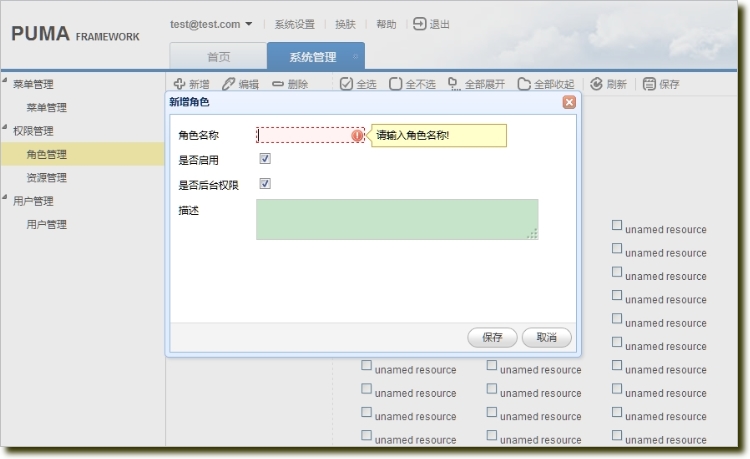 PUMA FRAMEWORK
test@test.com 系统设置 换肤 帮助 退出
首页 系统管理
菜单管理
菜单管理
权限管理
角色管理
资源管理
用户管理
用户管理
新增 编辑 删除 全选 全不选 全部展开 全部收起 刷新 保存
新增角色
角色名称 请输入角色名称!
是否启用
是否后台权限
描述
保存 取消
unamed resource
unamed resource
unamed resource
unamed resource
unamed resource
unamed resource
unamed resource unamed resource unamed resource
unamed resource unamed resource unamed resource
unamed resource unamed resource unamed resource
unamed resource unamed resource unamed resource